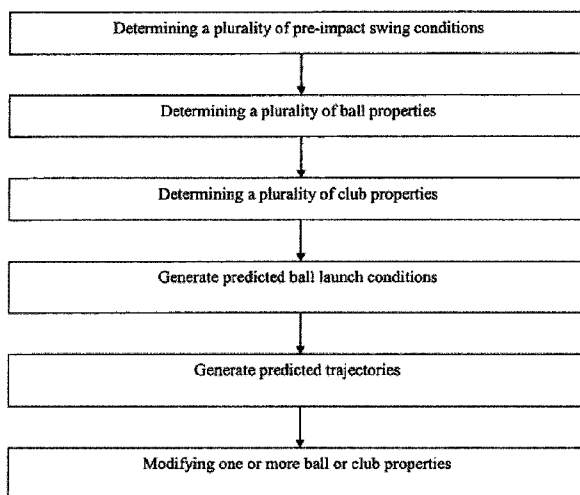 Determining a plurality of pre-impact swing conditions
Determining a plurality of ball properties
Determining a plurality of club properties
Generate predicted ball launch conditions
Generate predicted trajectories
Modifying one or more ball or club properties